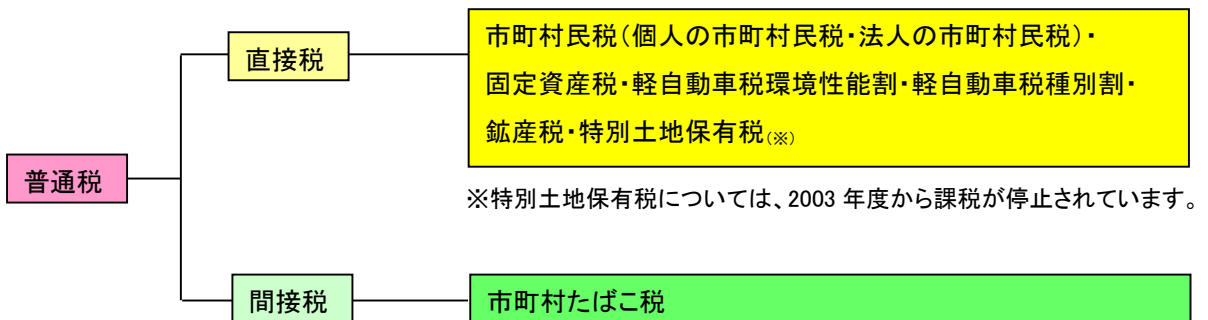 直接税
市町村民税（個人の市町村民税・法人の市町村民税）・
固定資産税・軽自動車税環境性能割・軽自動車税種別割・
鉱産税・特別土地保有税（※）
普通税
※特別土地保有税については、2003 年度から課税が停止されています。
間接税
市町村たばこ税